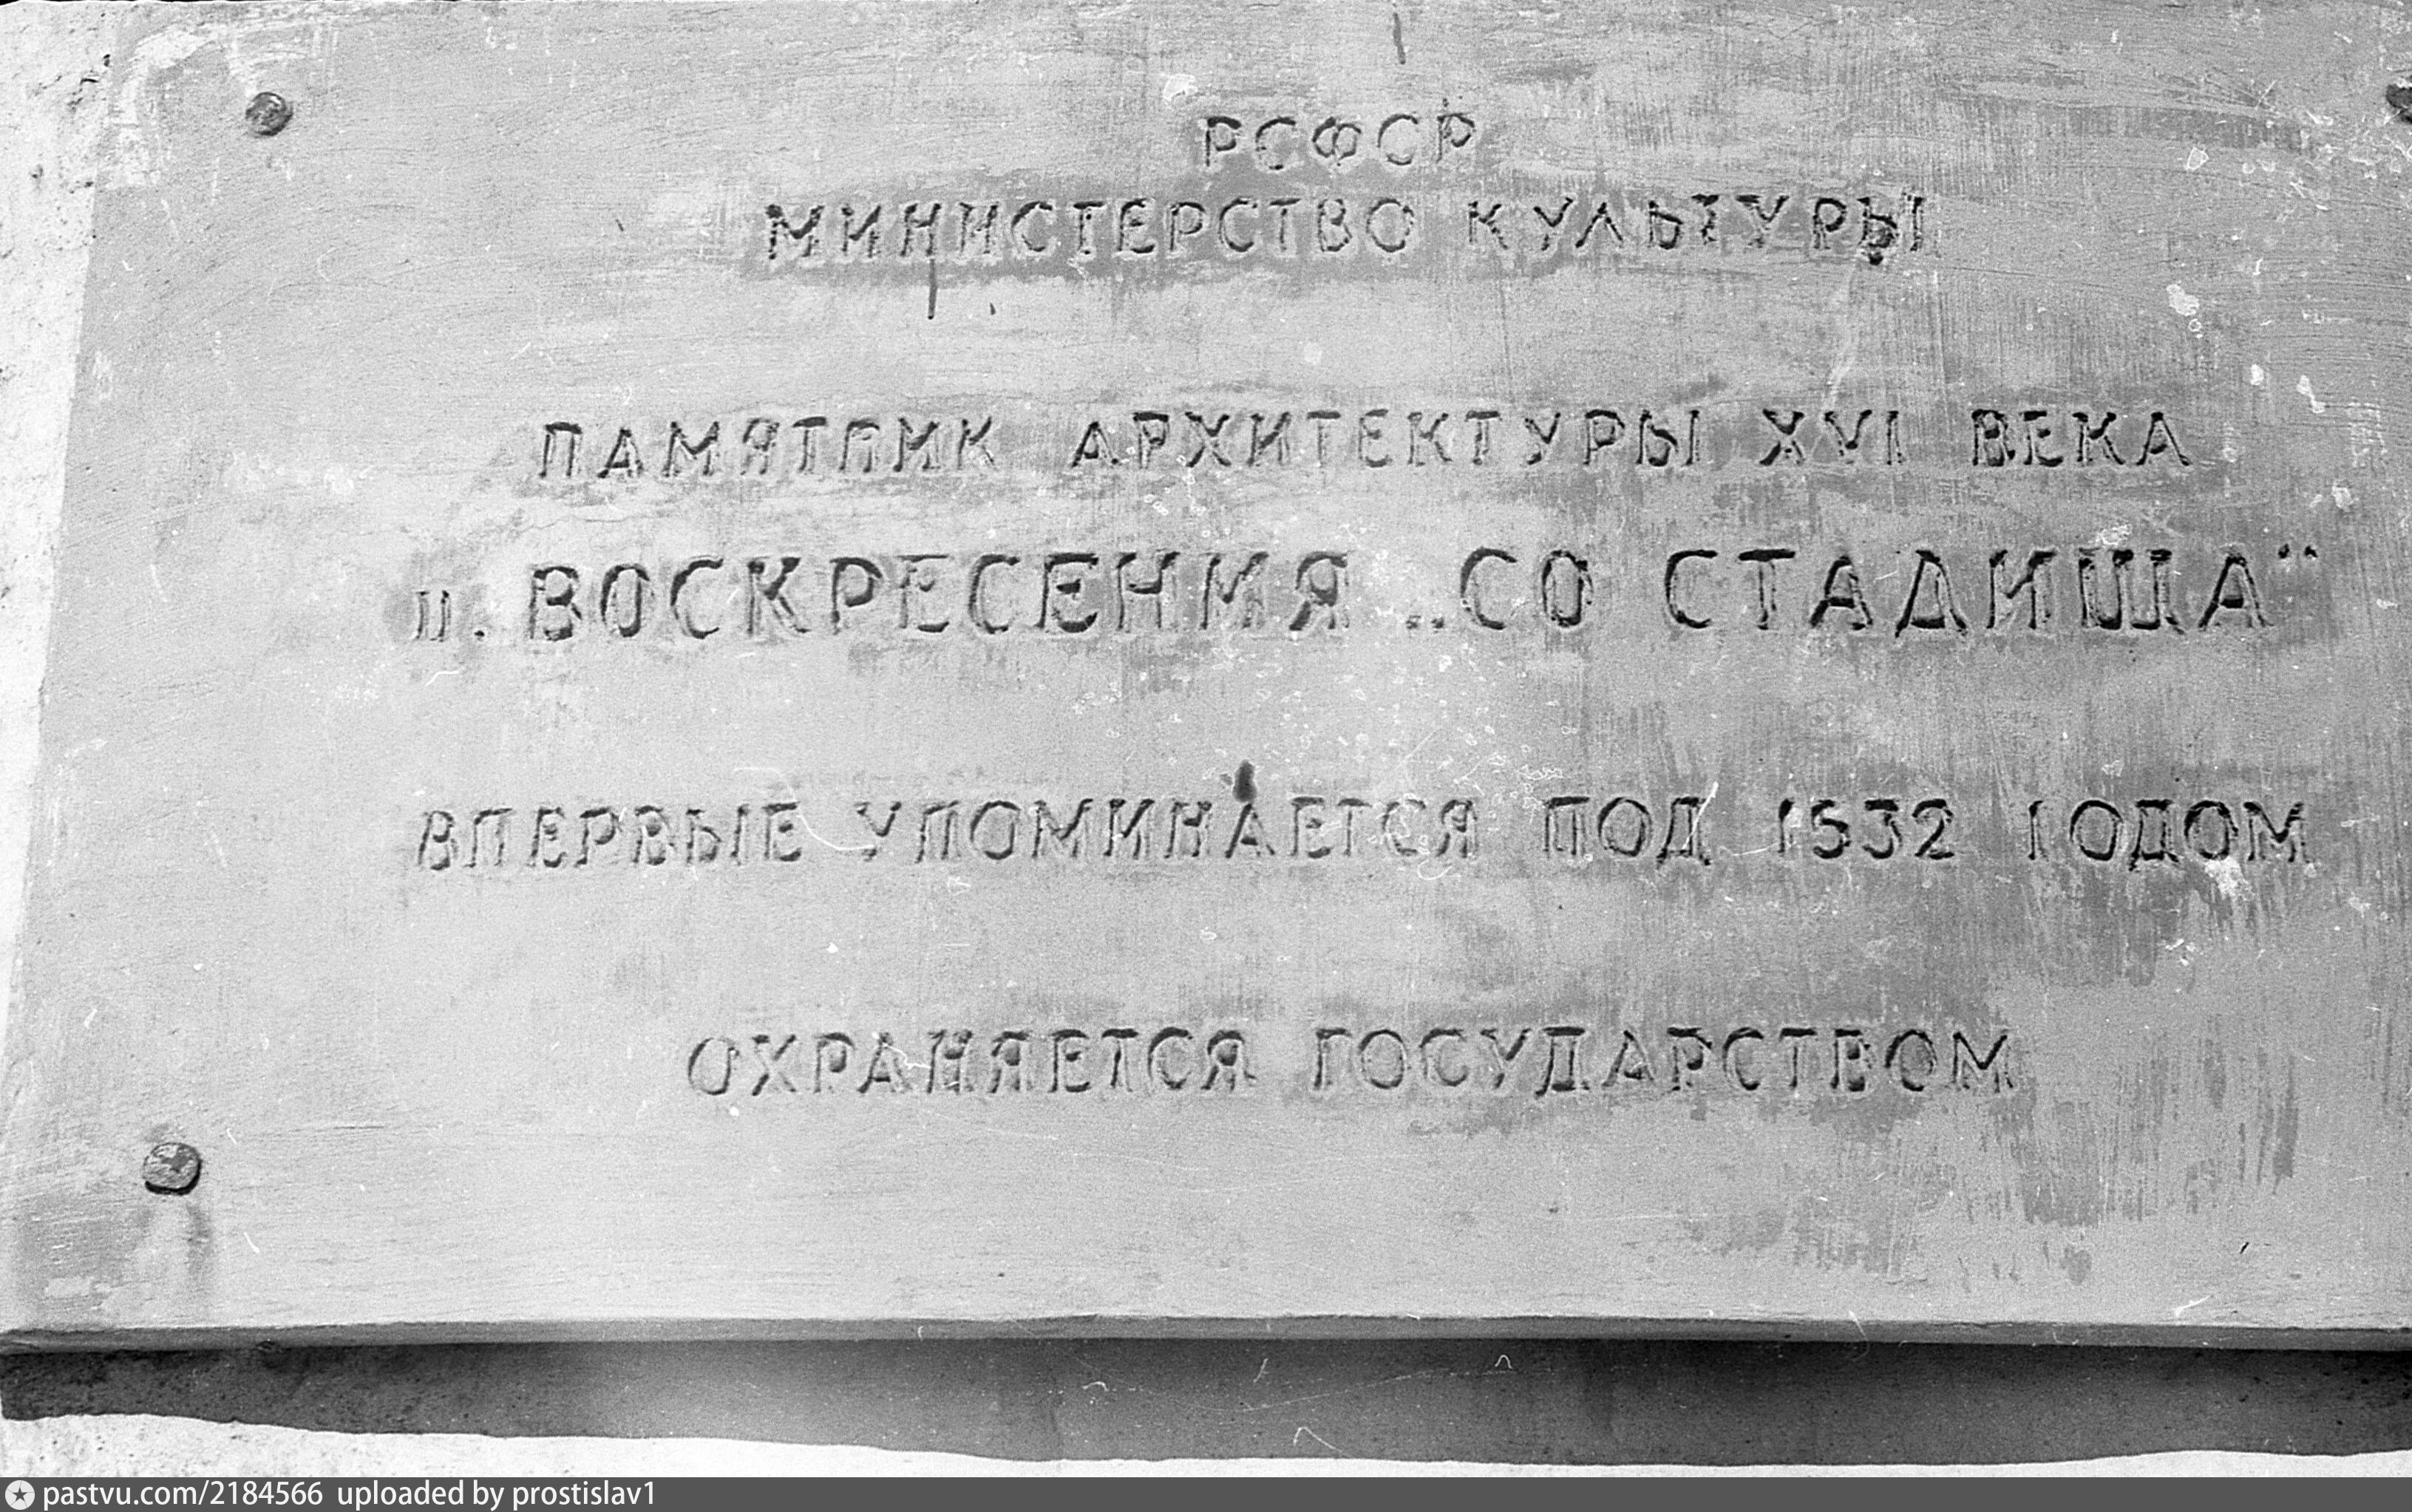 РСФСР
МИНИСТЕРСТВО КУЛЬТУРЫ
ПАМЯТНИК АРХИТЕКТУРЫ XVI ВЕКА
ц. ВОСКРЕСЕНИЯ „СО СТАДИЩА“
ВПЕРВЫЕ УПОМИНАЕТСЯ ПОД 1532 ГОДОМ
ОХРАНЯЕТСЯ ГОСУДАРСТВОМ
pastvu.com/2184566 uploaded by prostislav1